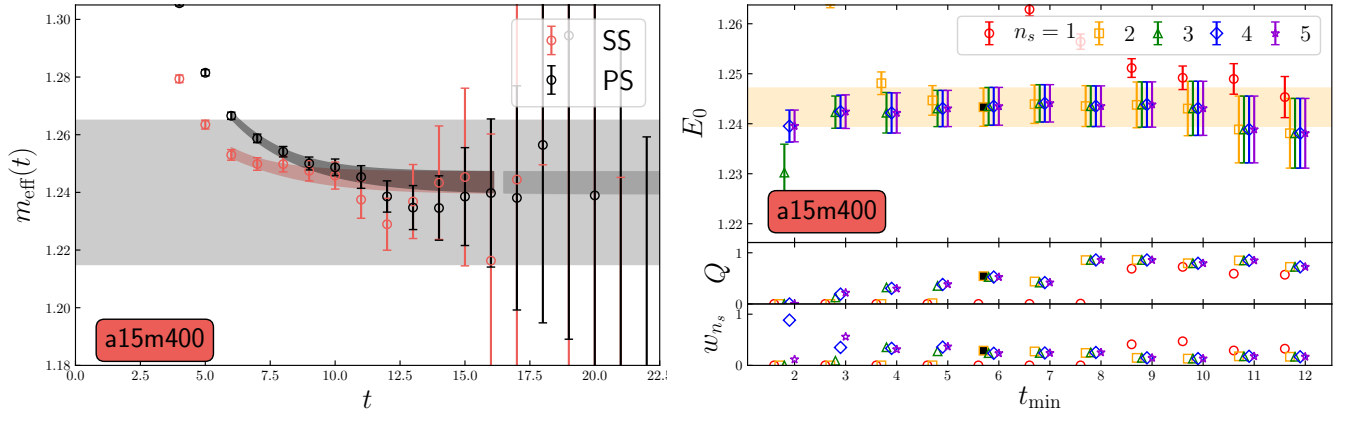 1.30
1.28
1.26
1.24
1.22
1.20
1.18
m_eff(t)
SS
PS
a15m400
0.0 2.5 5.0 7.5 10.0 12.5 15.0 17.5 20.0 22.5
t
1.26
1.25
1.24
1.23
1.22
E_0
n_s = 1 2 3 4 5
a15m400
1
0
Q
1
0
w_{n_s}
2 3 4 5 6 7 8 9 10 11 12
t_min